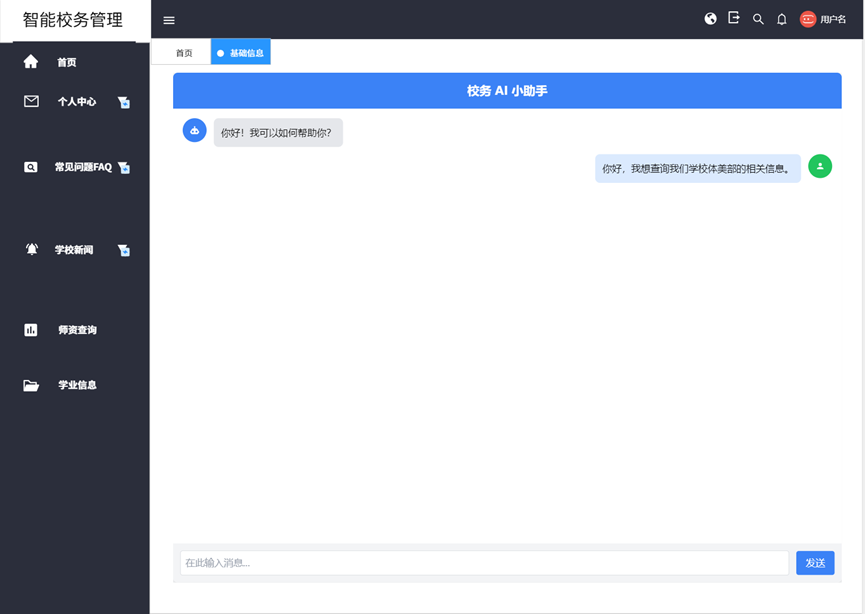 智能校务管理
用户名
首页
个人中心
常见问题FAQ
学校新闻
师资查询
学业信息
首页
基础信息
校务 AI 小助手
你好！我可以如何帮助你?
你好，我想查询我们学校体美部的相关信息。
在此输入消息...
发送